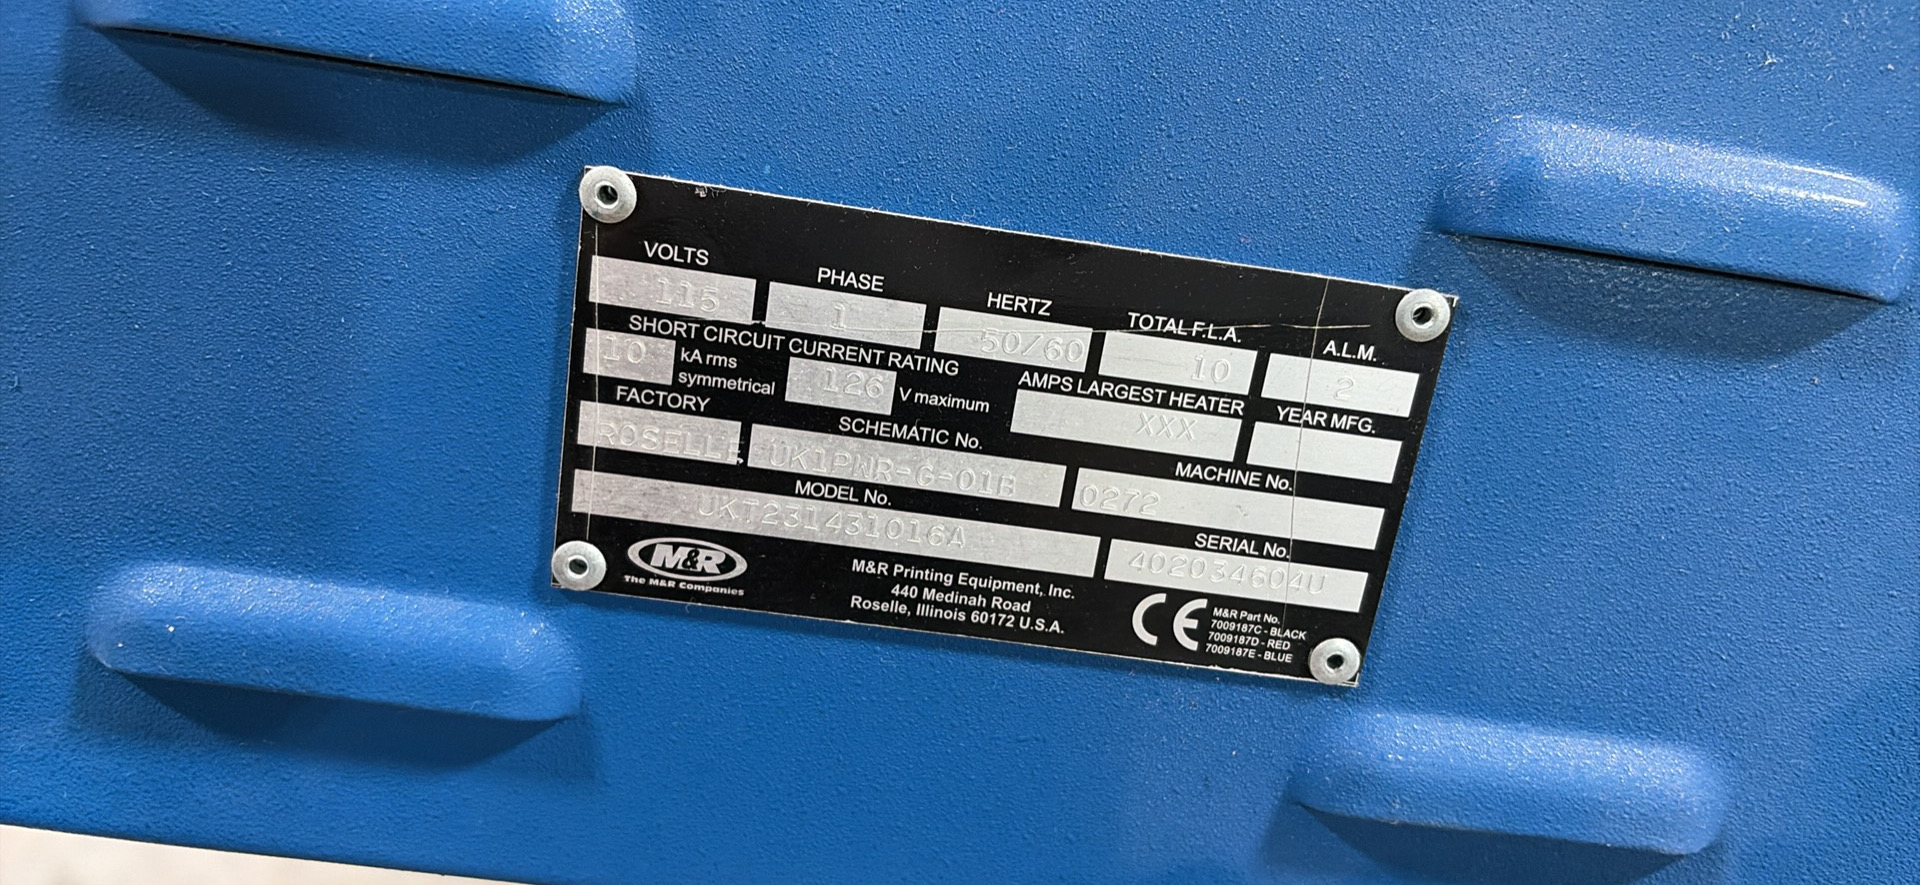 VOLTS PHASE HERTZ TOTAL F.L.A. A.L.M.
115 1 50/60 10 2
SHORT CIRCUIT CURRENT RATING AMPS LARGEST HEATER YEAR MFG.
10 kA rms symmetrical 126 V maximum XXX
FACTORY SCHEMATIC No. MACHINE No.
ROSELLE UK1PWR-G-01B 0272
MODEL No. SERIAL No.
UKT231431016A 402034604U
M&R
The M&R Companies
M&R Printing Equipment, Inc.
440 Medinah Road
Roselle, Illinois 60172 U.S.A.
CE
M&R Part No.
7009187C - BLACK
7009187D - RED
7009187E - BLUE